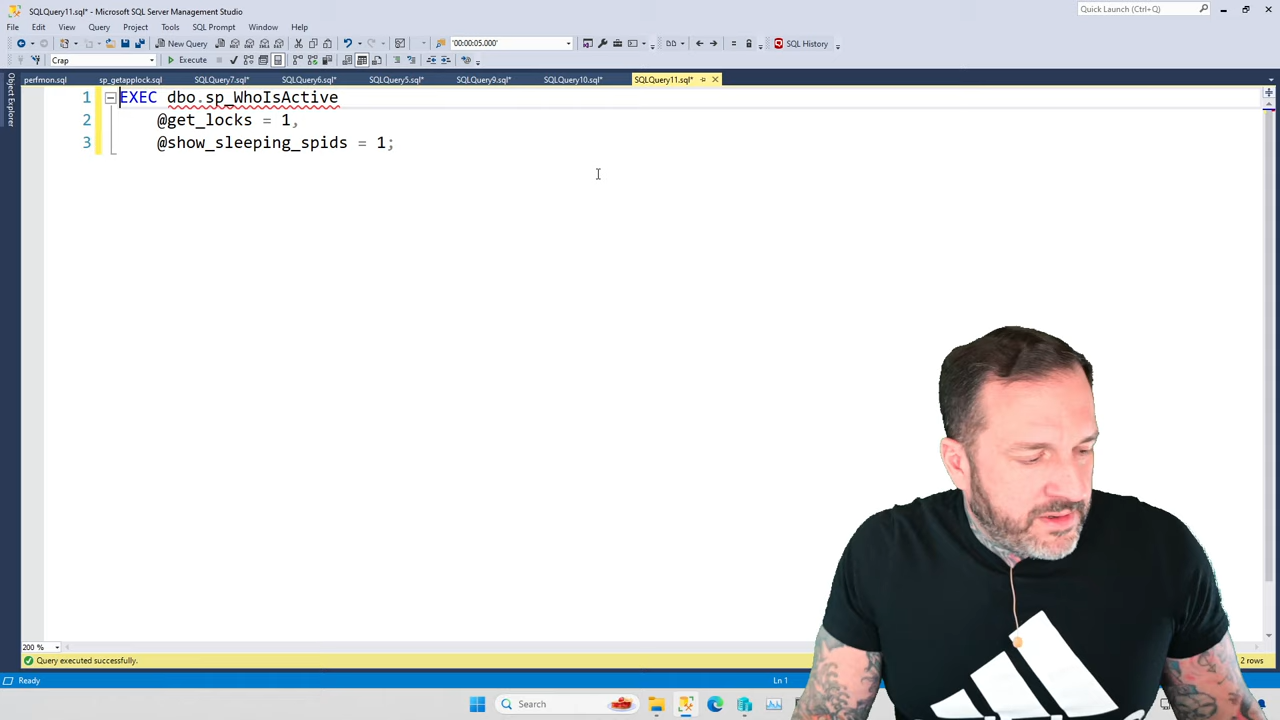 SQLQuery11.sql* - Microsoft SQL Server Management Studio
Quick Launch (Ctrl+Q)
File Edit View Query Project Tools SQL Prompt Window Help
New Query '00:00:05.000' SQL History
Crap Execute
perfmon.sql sp_getapplock.sql SQLQuery7.sql* SQLQuery6.sql* SQLQuery5.sql* SQLQuery9.sql* SQLQuery10.sql* SQLQuery11.sql*
Object Explorer
1 EXEC dbo.sp_WhoIsActive
2 @get_locks = 1,
3 @show_sleeping_spids = 1;
200 %
Query executed successfully. 2 rows
Ready Ln 1
Search